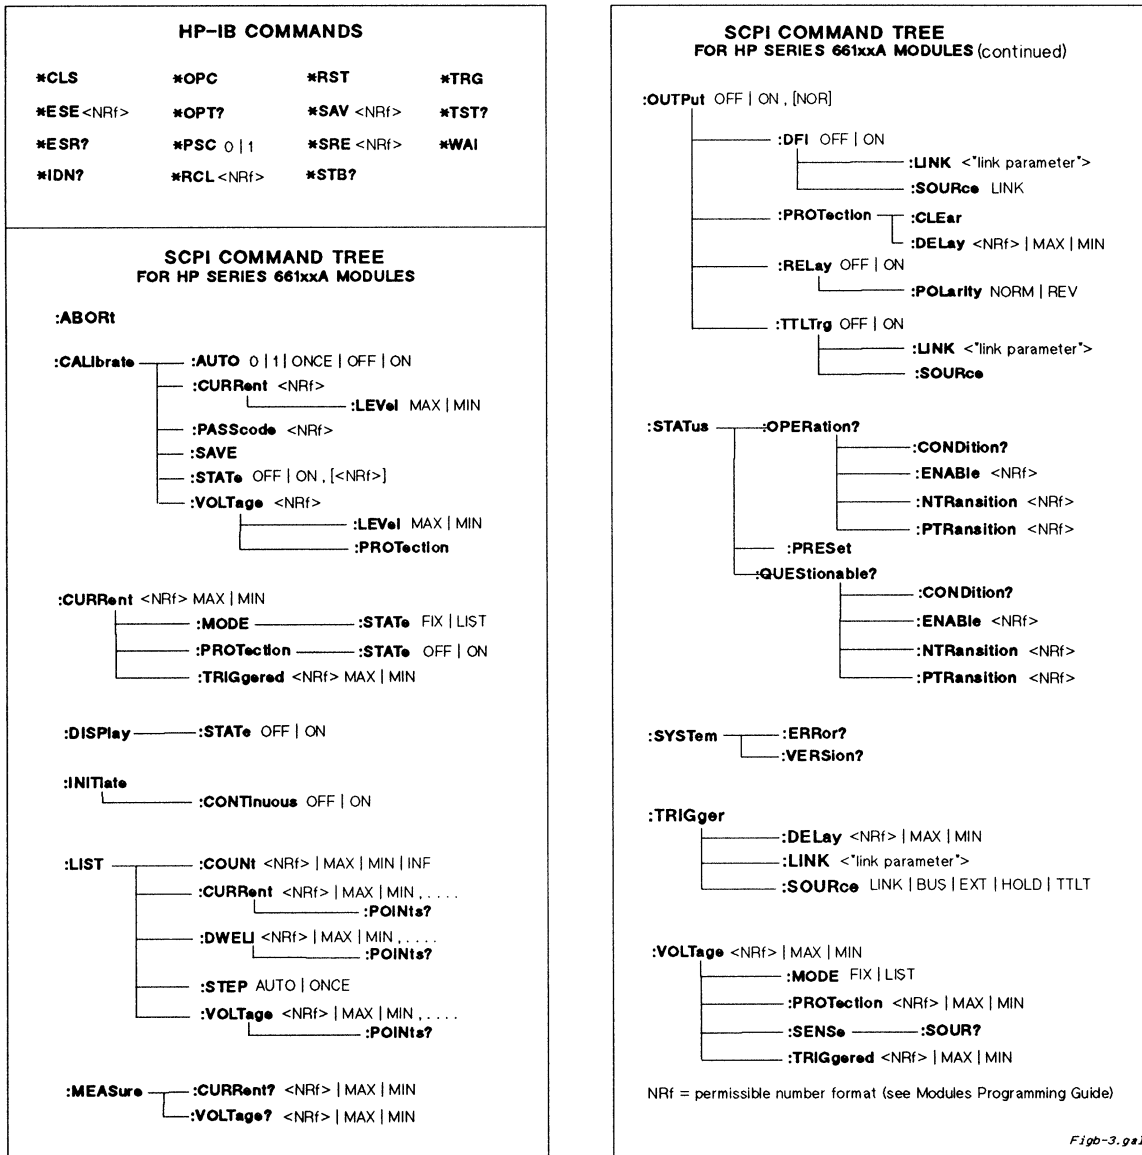 HP-IB COMMANDS
*CLS *OPC *RST *TRG
*ESE <NRf> *OPT? *SAV <NRf> *TST?
*ESR? *PSC 0 | 1 *SRE <NRf> *WAI
*IDN? *RCL <NRf> *STB?
SCPI COMMAND TREE
FOR HP SERIES 661xxA MODULES
:ABORt
:CALibrate :AUTO 0 | 1 | ONCE | OFF | ON
:CURRent <NRf>
:LEVel MAX | MIN
:PASScode <NRf>
:SAVE
:STATe OFF | ON , [<NRf>]
:VOLTage <NRf>
:LEVel MAX | MIN
:PROTection
:CURRent <NRf> MAX | MIN
:MODE :STATe FIX | LIST
:PROTection :STATe OFF | ON
:TRIGgered <NRf> MAX | MIN
:DISPlay :STATe OFF | ON
:INITiate
:CONTinuous OFF | ON
:LIST :COUNt <NRf> | MAX | MIN | INF
:CURRent <NRf> | MAX | MIN , . . . .
:POINts?
:DWELl <NRf> | MAX | MIN , . . . .
:POINts?
:STEP AUTO | ONCE
:VOLTage <NRf> | MAX | MIN , . . . .
:POINts?
:MEASure :CURRent? <NRf> | MAX | MIN
:VOLTage? <NRf> | MAX | MIN
SCPI COMMAND TREE
FOR HP SERIES 661xxA MODULES (continued)
:OUTPut OFF | ON , [NOR]
:DFI OFF | ON
:LINK <"link parameter">
:SOURce LINK
:PROTection :CLEar
:DELay <NRf> | MAX | MIN
:RELay OFF | ON
:POLarity NORM | REV
:TTLTrg OFF | ON
:LINK <"link parameter">
:SOURce
:STATus :OPERation?
:CONDition?
:ENABle <NRf>
:NTRansition <NRf>
:PTRansition <NRf>
:PRESet
:QUEStionable?
:CONDition?
:ENABle <NRf>
:NTRansition <NRf>
:PTRansition <NRf>
:SYSTem :ERRor?
:VERSion?
:TRIGger
:DELay <NRf> | MAX | MIN
:LINK <"link parameter">
:SOURce LINK | BUS | EXT | HOLD | TTLT
:VOLTage <NRf> | MAX | MIN
:MODE FIX | LIST
:PROTection <NRf> | MAX | MIN
:SENSe :SOUR?
:TRIGgered <NRf> | MAX | MIN
NRf = permissible number format (see Modules Programming Guide)
Figb-3.gal